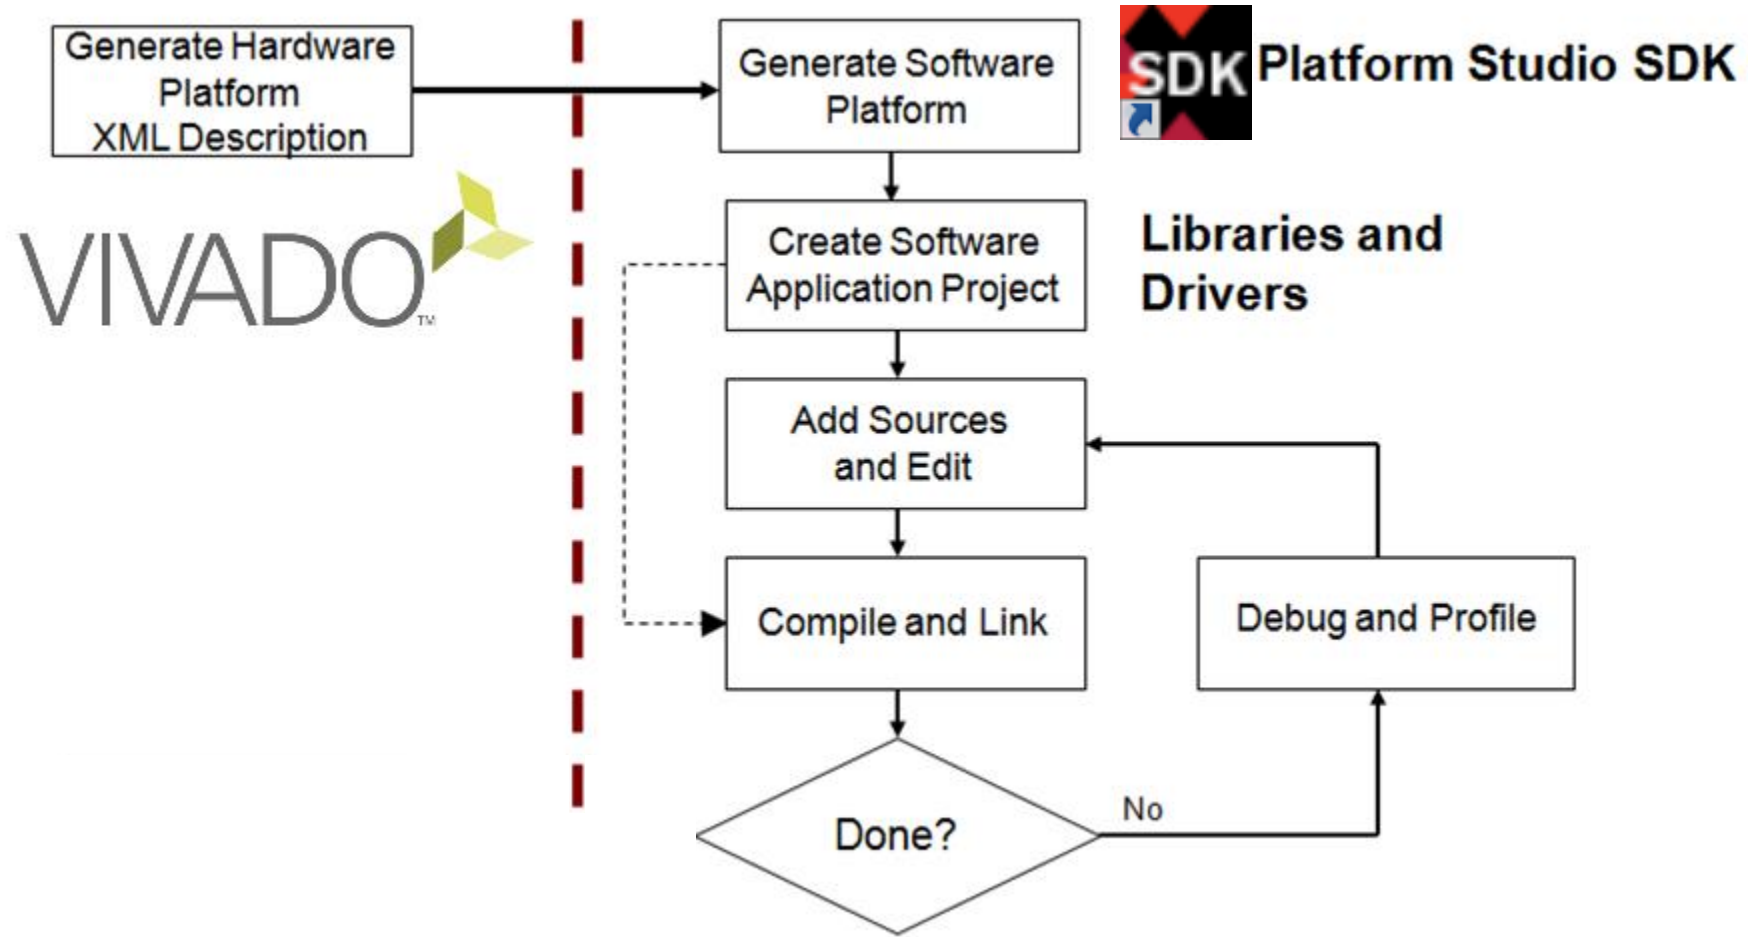 Generate Hardware
Platform
XML Description
VIVADO
TM
Generate Software
Platform
SDK
Platform Studio SDK
Create Software
Application Project
Libraries and
Drivers
Add Sources
and Edit
Compile and Link
Debug and Profile
Done?
No